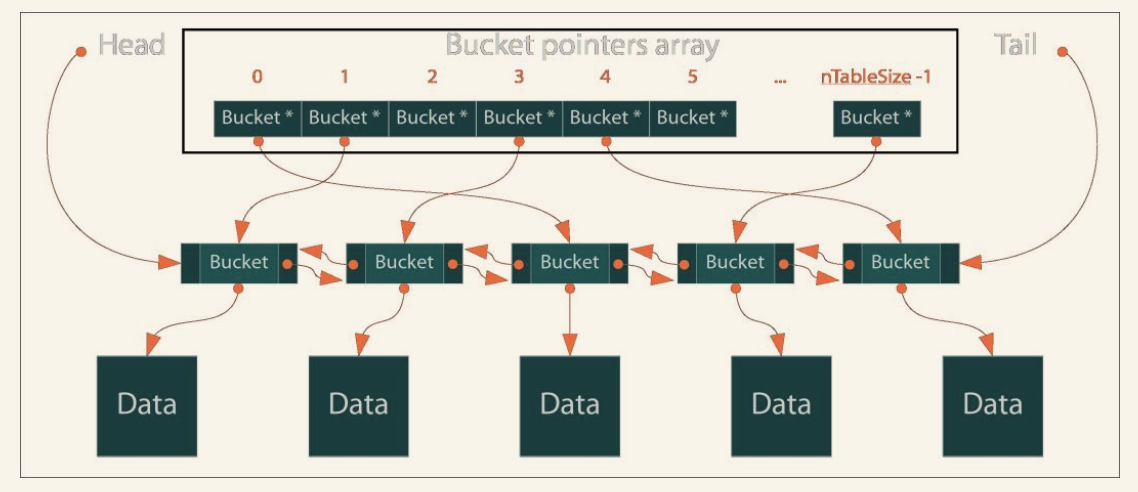 Head Bucket pointers array Tail
0 1 2 3 4 5 ... nTableSize -1
Bucket * Bucket * Bucket * Bucket * Bucket * Bucket * Bucket *
Bucket Bucket Bucket Bucket Bucket
Data Data Data Data Data